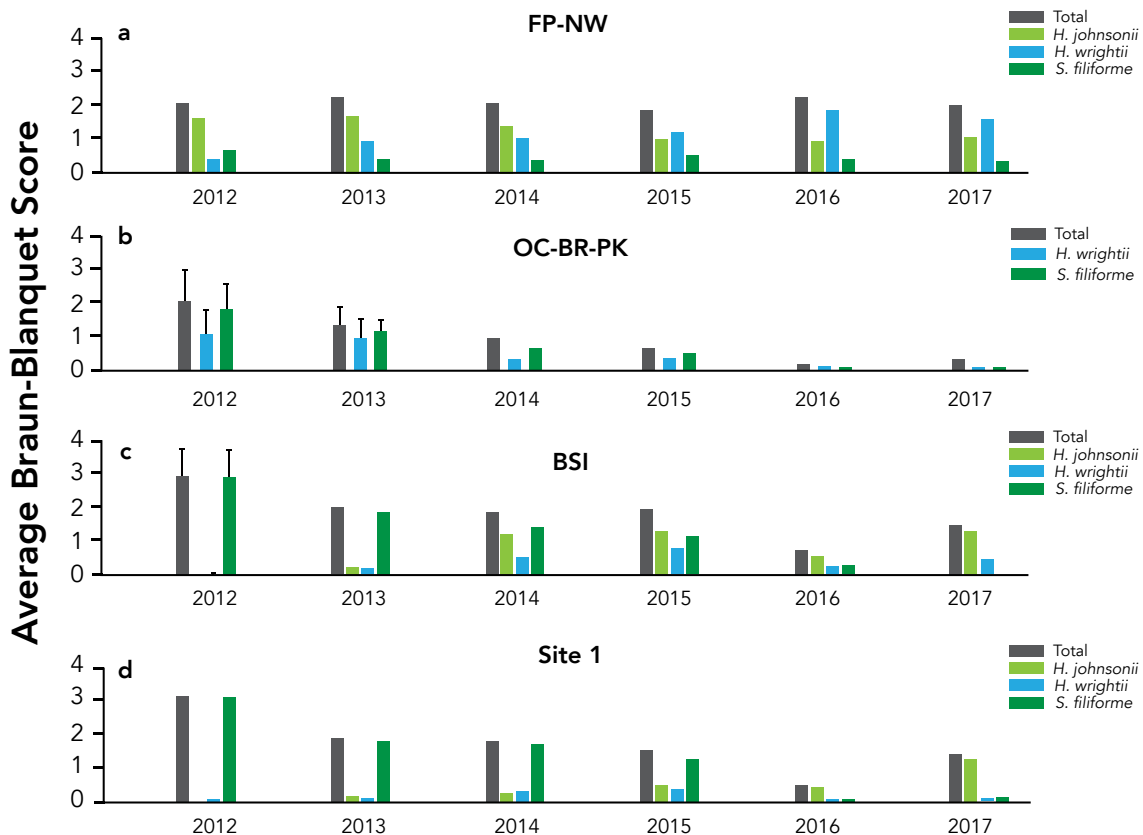 Average Braun-Blanquet Score
a
FP-NW
Total
H. johnsonii
H. wrightii
S. filiforme
4
3
2
1
0
2012 2013 2014 2015 2016 2017
b
OC-BR-PK
Total
H. wrightii
S. filiforme
4
3
2
1
0
2012 2013 2014 2015 2016 2017
c
BSI
Total
H. johnsonii
H. wrightii
S. filiforme
4
3
2
1
0
2012 2013 2014 2015 2016 2017
d
Site 1
Total
H. johnsonii
H. wrightii
S. filiforme
4
3
2
1
0
2012 2013 2014 2015 2016 2017